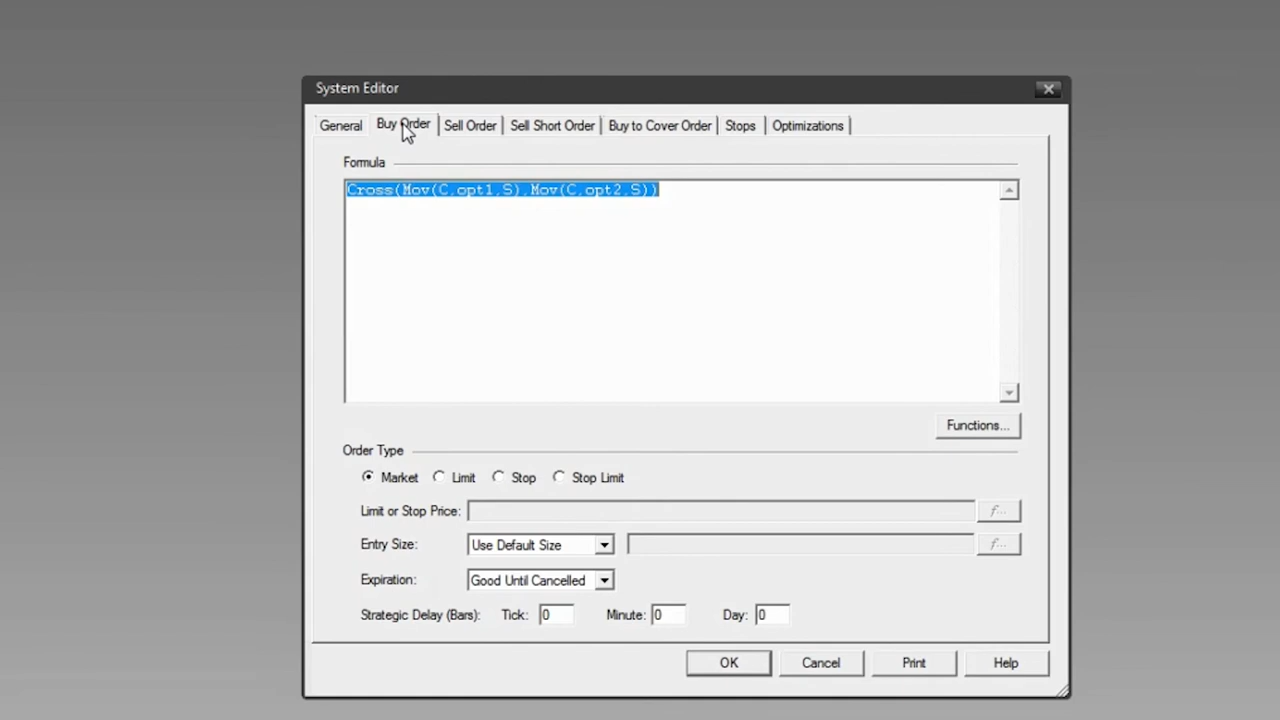 System Editor
General Buy Order Sell Order Sell Short Order Buy to Cover Order Stops Optimizations
Formula
Cross(Mov(C,opt1,S),Mov(C,opt2,S))
Functions...
Order Type
Market Limit Stop Stop Limit
Limit or Stop Price: f...
Entry Size: Use Default Size f...
Expiration: Good Until Cancelled
Strategic Delay (Bars): Tick: 0 Minute: 0 Day: 0
OK Cancel Print Help